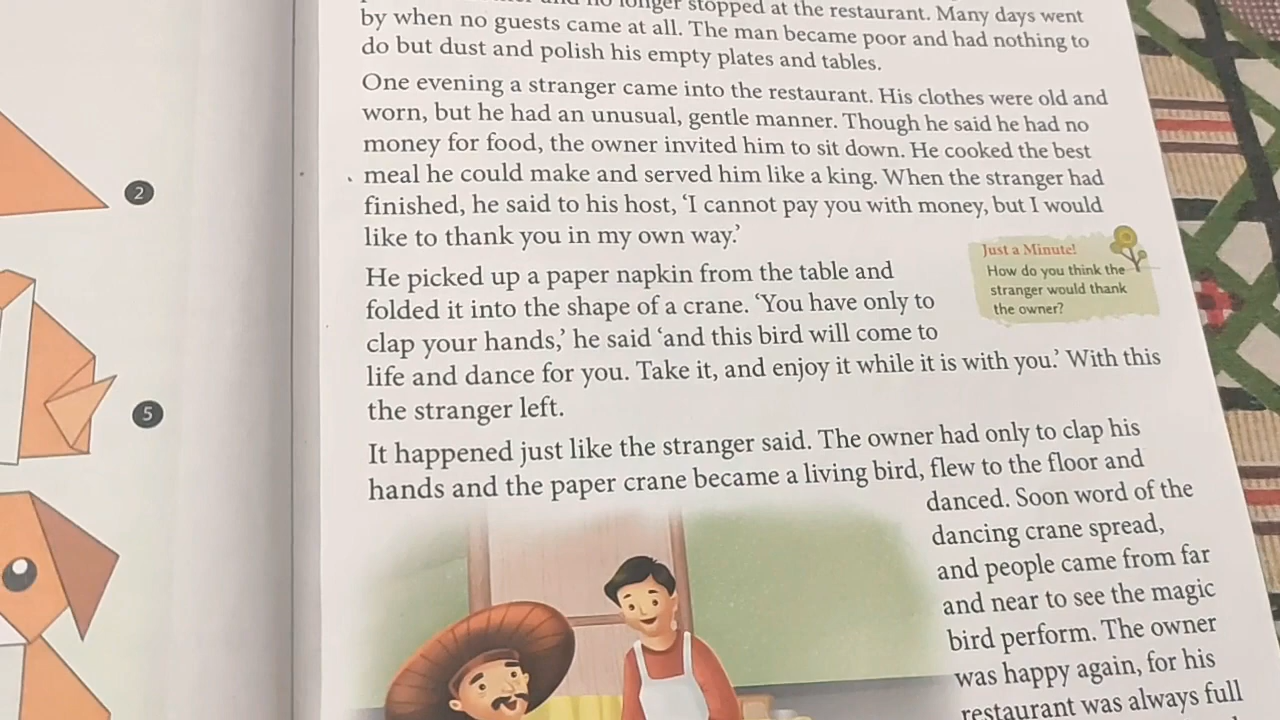 longer stopped at the restaurant. Many days went
by when no guests came at all. The man became poor and had nothing to
do but dust and polish his empty plates and tables.
One evening a stranger came into the restaurant. His clothes were old and
worn, but he had an unusual, gentle manner. Though he said he had no
money for food, the owner invited him to sit down. He cooked the best
meal he could make and served him like a king. When the stranger had
finished, he said to his host, ‘I cannot pay you with money, but I would
like to thank you in my own way.’
He picked up a paper napkin from the table and
folded it into the shape of a crane. ‘You have only to
clap your hands,’ he said ‘and this bird will come to
life and dance for you. Take it, and enjoy it while it is with you.’ With this
the stranger left.
Just a Minute!
How do you think the
stranger would thank
the owner?
It happened just like the stranger said. The owner had only to clap his
hands and the paper crane became a living bird, flew to the floor and
danced. Soon word of the
dancing crane spread,
and people came from far
and near to see the magic
bird perform. The owner
was happy again, for his
restaurant was always full
2
5